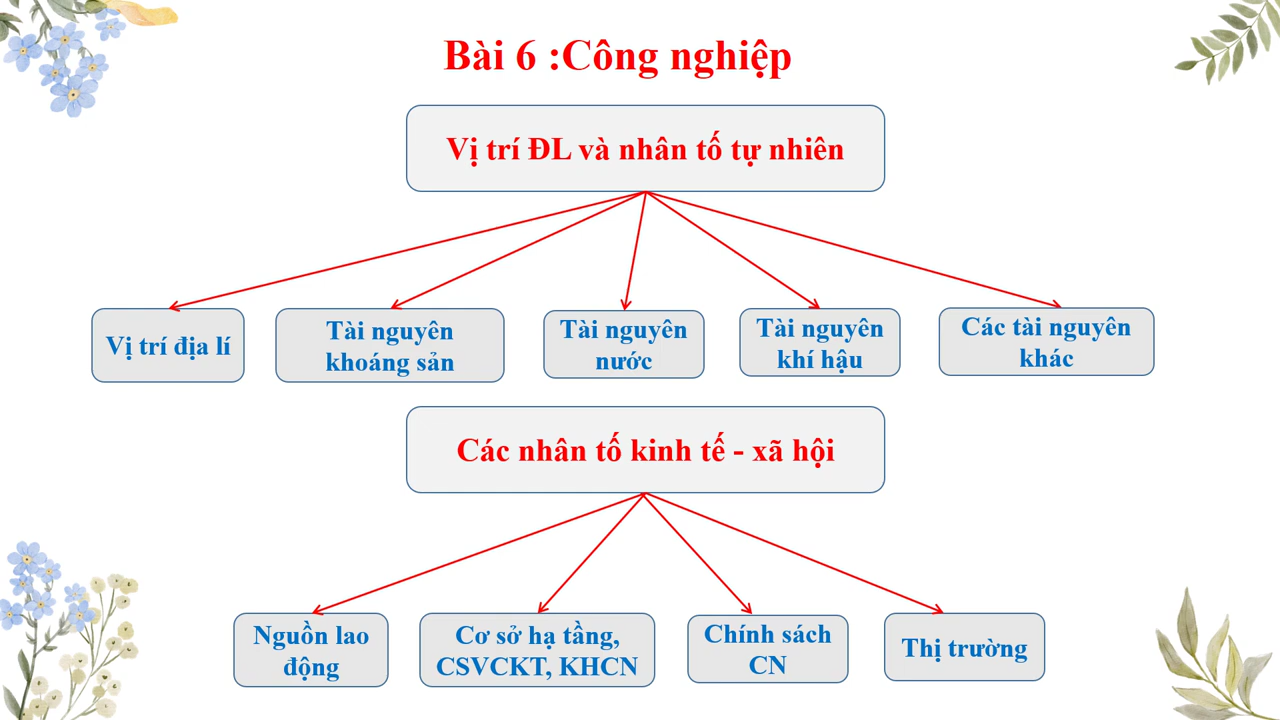 Bài 6 :Công nghiệp
Vị trí ĐL và nhân tố tự nhiên
Vị trí địa lí
Tài nguyên
khoáng sản
Tài nguyên
nước
Tài nguyên
khí hậu
Các tài nguyên
khác
Các nhân tố kinh tế - xã hội
Nguồn lao
động
Cơ sở hạ tầng,
CSVCKT, KHCN
Chính sách
CN
Thị trường